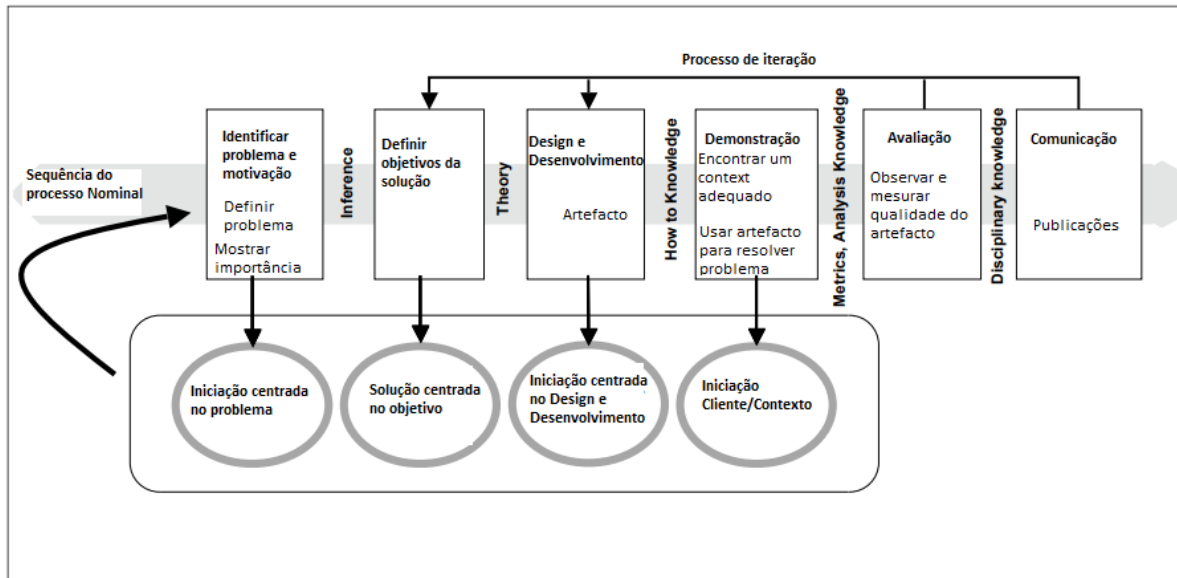 Processo de iteração
Sequência do
processo Nominal
Identificar
problema e
motivação
Definir
problema
Mostrar
importância
Inference
Definir
objetivos da
solução
Theory
Design e
Desenvolvimento
Artefacto
How to Knowledge
Demonstração
Encontrar um
context
adequado
Usar artefacto
para resolver
problema
Metrics, Analysis Knowledge
Avaliação
Observar e
mesurar
qualidade do
artefacto
Disciplinary knowledge
Comunicação
Publicações
Iniciação centrada
no problema
Solução centrada
no objetivo
Iniciação centrada
no Design e
Desenvolvimento
Iniciação
Cliente/Contexto